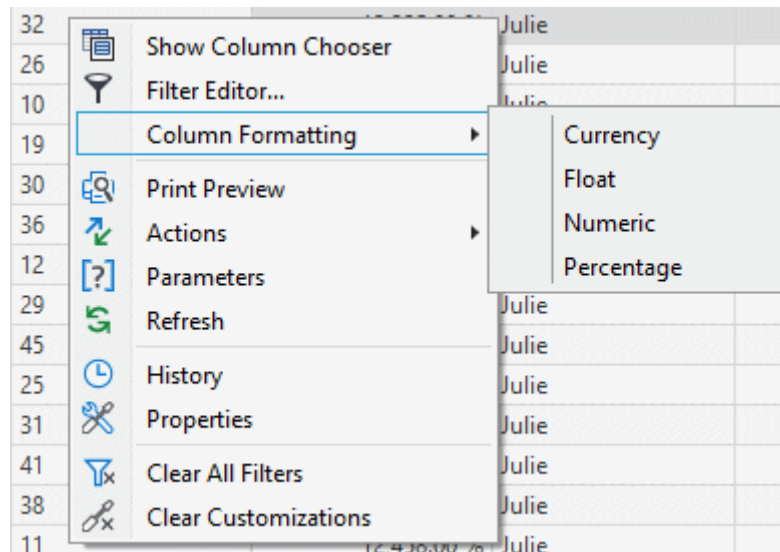 32 Julie
Show Column Chooser
26 Julie
Filter Editor...
10 Julie
Column Formatting Currency
19
Float
30 Print Preview
Numeric
36 Actions
12 Parameters Percentage
29 Julie
Refresh
45 Julie
25 History Julie
31 Properties Julie
41 Clear All Filters Julie
38 Julie
Clear Customizations
11 Julie